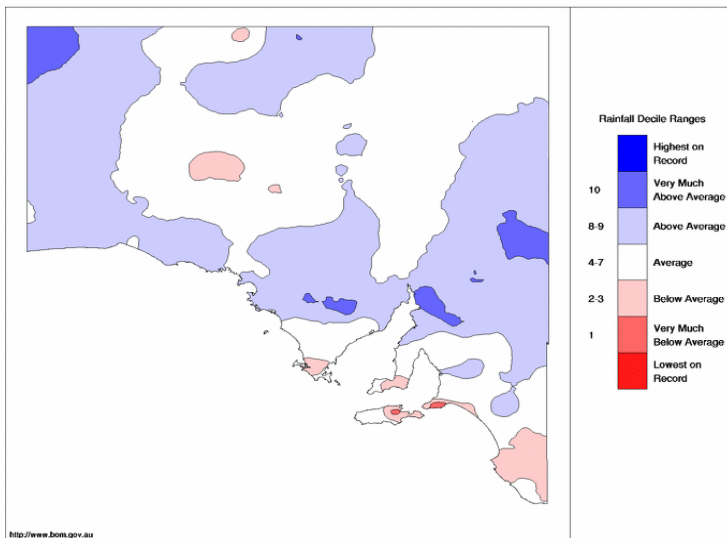 Rainfall Decile Ranges
Highest on
Record
10
Very Much
Above Average
8-9
Above Average
4-7
Average
2-3
Below Average
1
Very Much
Below Average
Lowest on
Record
http://www.bom.gov.au